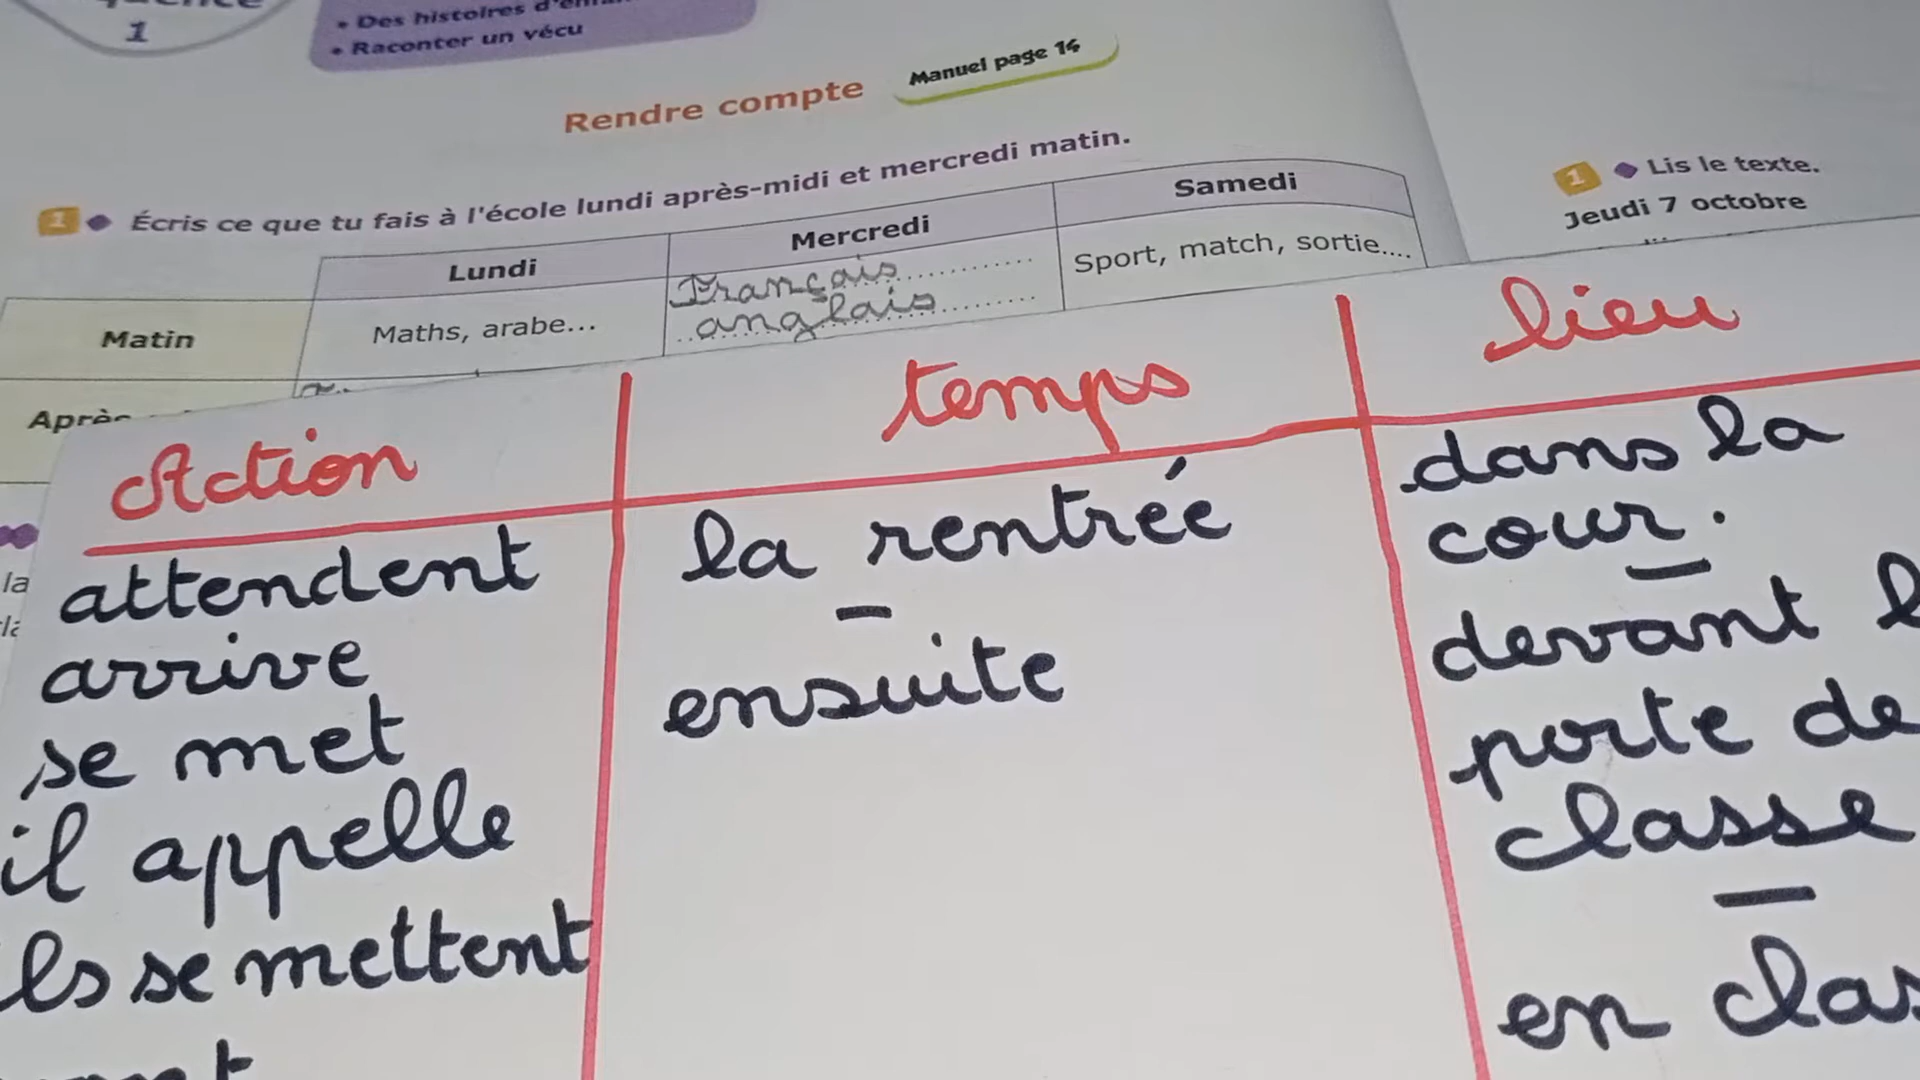 1
• Des histoires
• Raconter un vécu
Rendre compte
Manuel page 14
1 Écris ce que tu fais à l'école lundi après-midi et mercredi matin.
Lundi Mercredi Samedi
Matin Maths, arabe... Français anglais Sport, match, sortie....
1 Lis le texte.
Jeudi 7 octobre
Action temps lieu
attendent
arrive
se met
il appelle
se mettent
la rentrée
-
ensuite
dans la
cour.
-
devant
porte de
classe
-
en
la